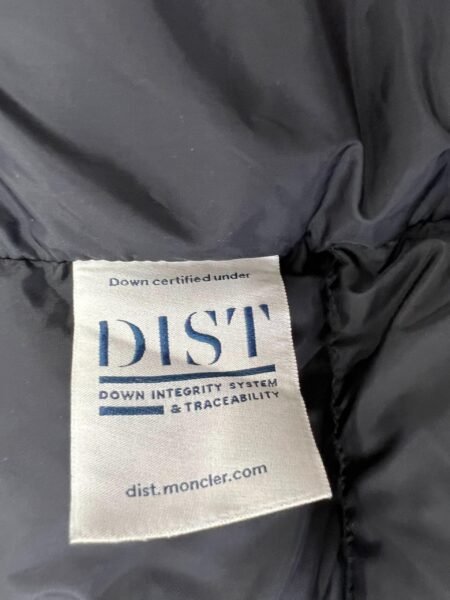 Down certified under
DIST
DOWN INTEGRITY SYSTEM
& TRACEABILITY
dist.moncler.com